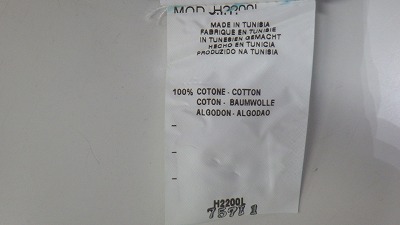 MOD. H2200L
MADE IN TUNISIA
FABRIQUE EN TUNISIE
IN TUNESIEN GEMACHT
HECHO EN TUNICIA
PRODUZIDO NA TUNISIA
100% COTONE - COTTON
COTON - BAUMWOLLE
ALGODON - ALGODAO
-
-
-
H2200L